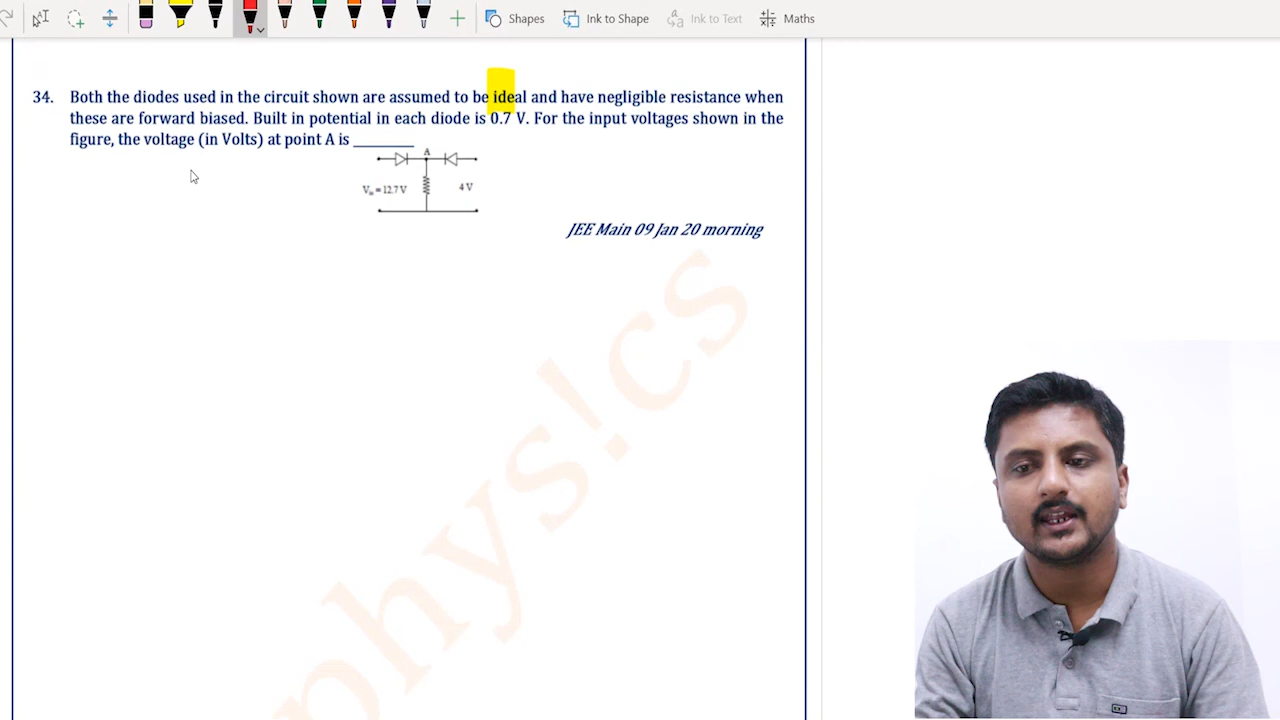 Shapes
Ink to Shape
Ink to Text
Maths
34. Both the diodes used in the circuit shown are assumed to be ideal and have negligible resistance when
these are forward biased. Built in potential in each diode is 0.7 V. For the input voltages shown in the
figure, the voltage (in Volts) at point A is ________
A
V_in = 12.7 V
4 V
JEE Main 09 Jan 20 morning
phys!cs